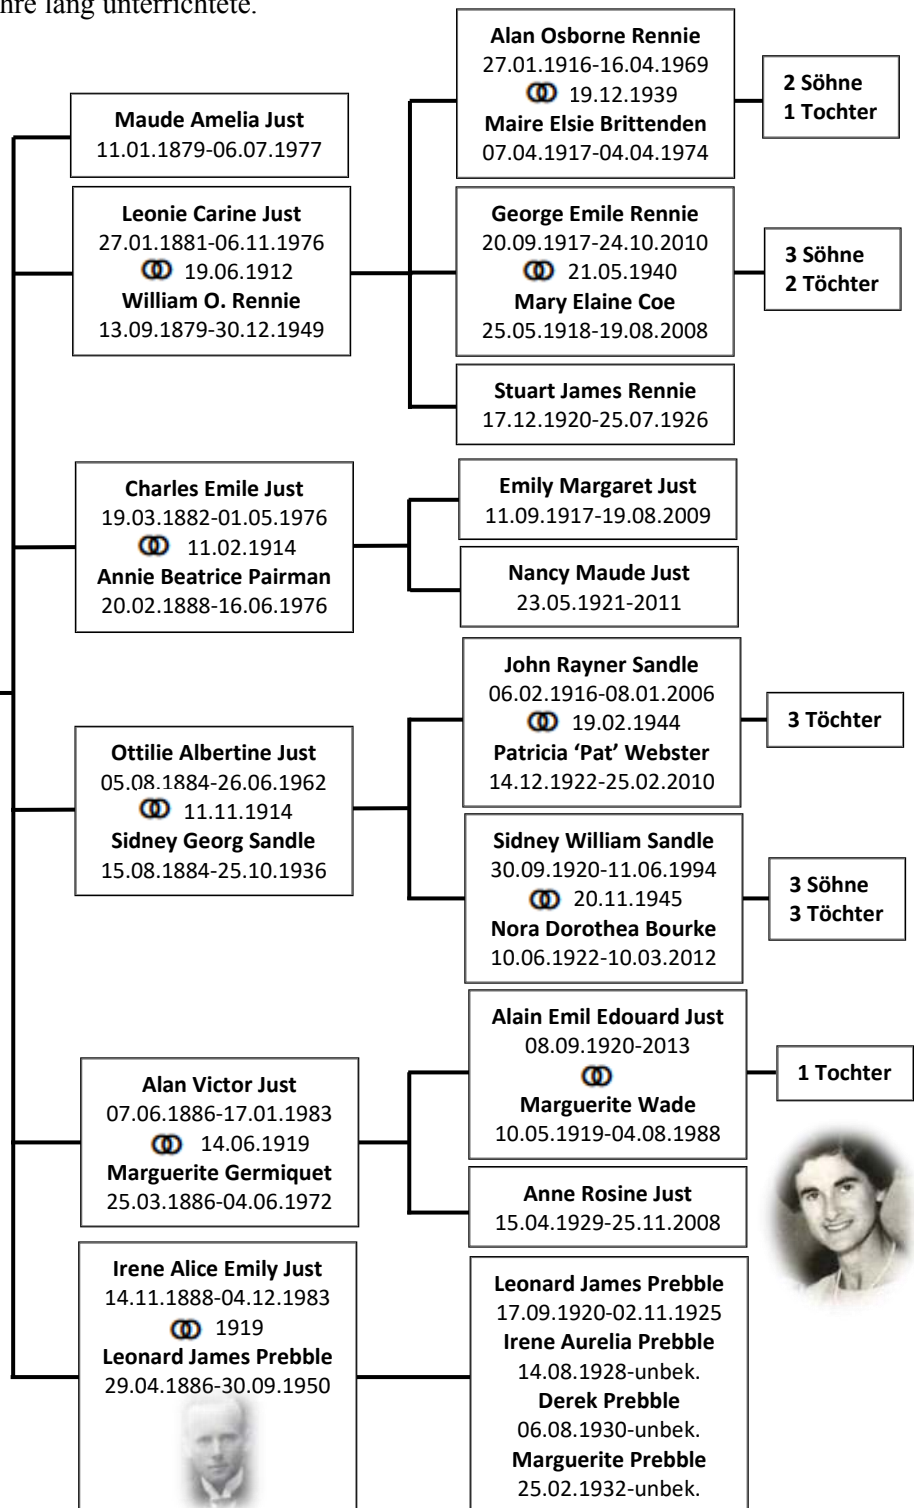 hre lang unterrichtete.
Maude Amelia Just
11.01.1879-06.07.1977
Leonie Carine Just
27.01.1881-06.11.1976
19.06.1912
William O. Rennie
13.09.1879-30.12.1949
Alan Osborne Rennie
27.01.1916-16.04.1969
19.12.1939
Maire Elsie Brittenden
07.04.1917-04.04.1974
2 Söhne
1 Tochter
George Emile Rennie
20.09.1917-24.10.2010
21.05.1940
Mary Elaine Coe
25.05.1918-19.08.2008
3 Söhne
2 Töchter
Stuart James Rennie
17.12.1920-25.07.1926
Charles Emile Just
19.03.1882-01.05.1976
11.02.1914
Annie Beatrice Pairman
20.02.1888-16.06.1976
Emily Margaret Just
11.09.1917-19.08.2009
Nancy Maude Just
23.05.1921-2011
Ottilie Albertine Just
05.08.1884-26.06.1962
11.11.1914
Sidney Georg Sandle
15.08.1884-25.10.1936
John Rayner Sandle
06.02.1916-08.01.2006
19.02.1944
Patricia ‘Pat’ Webster
14.12.1922-25.02.2010
3 Töchter
Sidney William Sandle
30.09.1920-11.06.1994
20.11.1945
Nora Dorothea Bourke
10.06.1922-10.03.2012
3 Söhne
3 Töchter
Alan Victor Just
07.06.1886-17.01.1983
14.06.1919
Marguerite Germiquet
25.03.1886-04.06.1972
Alain Emil Edouard Just
08.09.1920-2013
Marguerite Wade
10.05.1919-04.08.1988
1 Tochter
Anne Rosine Just
15.04.1929-25.11.2008
Irene Alice Emily Just
14.11.1888-04.12.1983
1919
Leonard James Prebble
29.04.1886-30.09.1950
Leonard James Prebble
17.09.1920-02.11.1925
Irene Aurelia Prebble
14.08.1928-unbek.
Derek Prebble
06.08.1930-unbek.
Marguerite Prebble
25.02.1932-unbek.